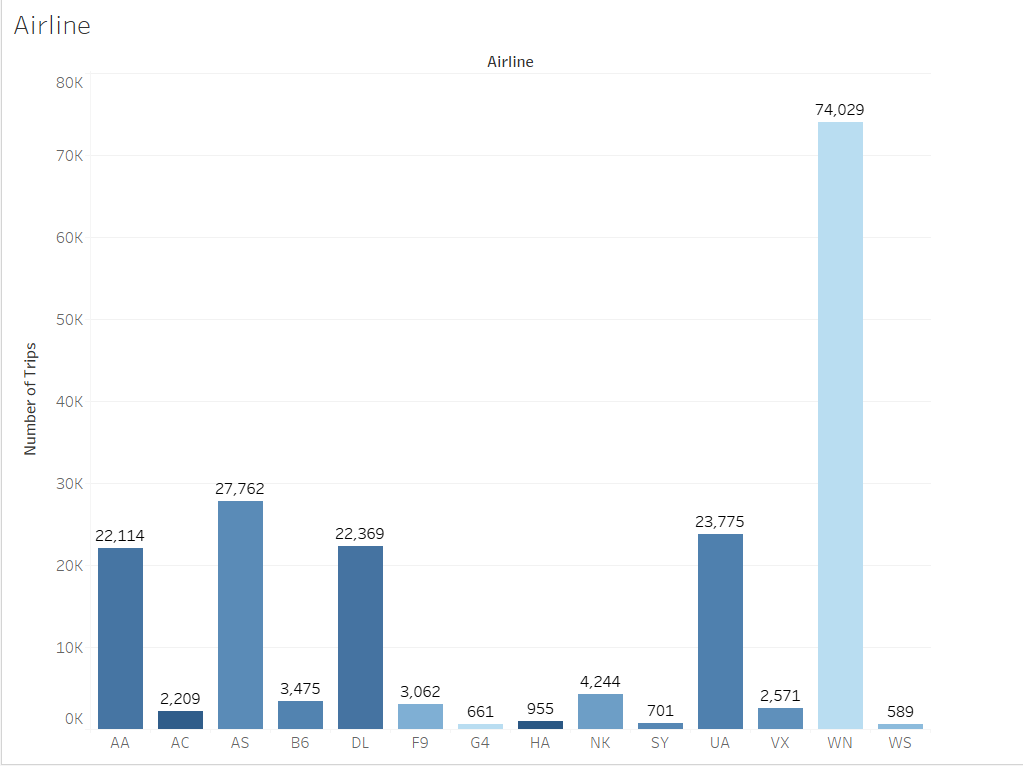 Airline
Airline
80K
70K
60K
50K
40K
30K
20K
10K
0K
Number of Trips
22,114
2,209
27,762
3,475
22,369
3,062
661
955
4,244
701
23,775
2,571
74,029
589
AA AC AS B6 DL F9 G4 HA NK SY UA VX WN WS